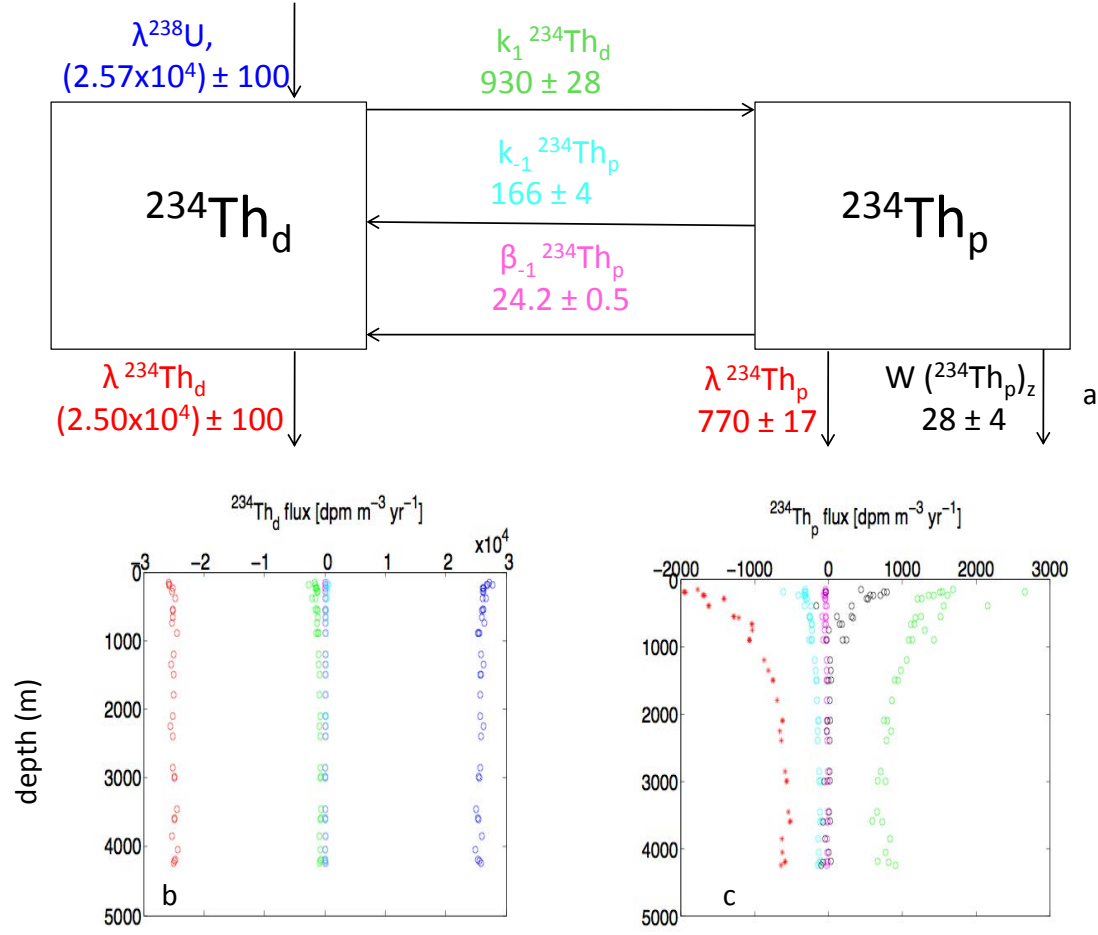 λ²³⁸U,
(2.57x10⁴) ± 100
k₁ ²³⁴Th_d
930 ± 28
k₋₁ ²³⁴Th_p
166 ± 4
β₋₁ ²³⁴Th_p
24.2 ± 0.5
²³⁴Th_d
²³⁴Th_p
λ ²³⁴Th_d
(2.50x10⁴) ± 100
λ ²³⁴Th_p
770 ± 17
W (²³⁴Th_p)_z
28 ± 4
a
²³⁴Th_d flux [dpm m⁻³ yr⁻¹]
x10⁴
−3 −2 −1 0 1 2 3
0
1000
2000
3000
4000
5000
depth (m)
b
²³⁴Th_p flux [dpm m⁻³ yr⁻¹]
−2000 −1000 0 1000 2000 3000
0
1000
2000
3000
4000
5000
c